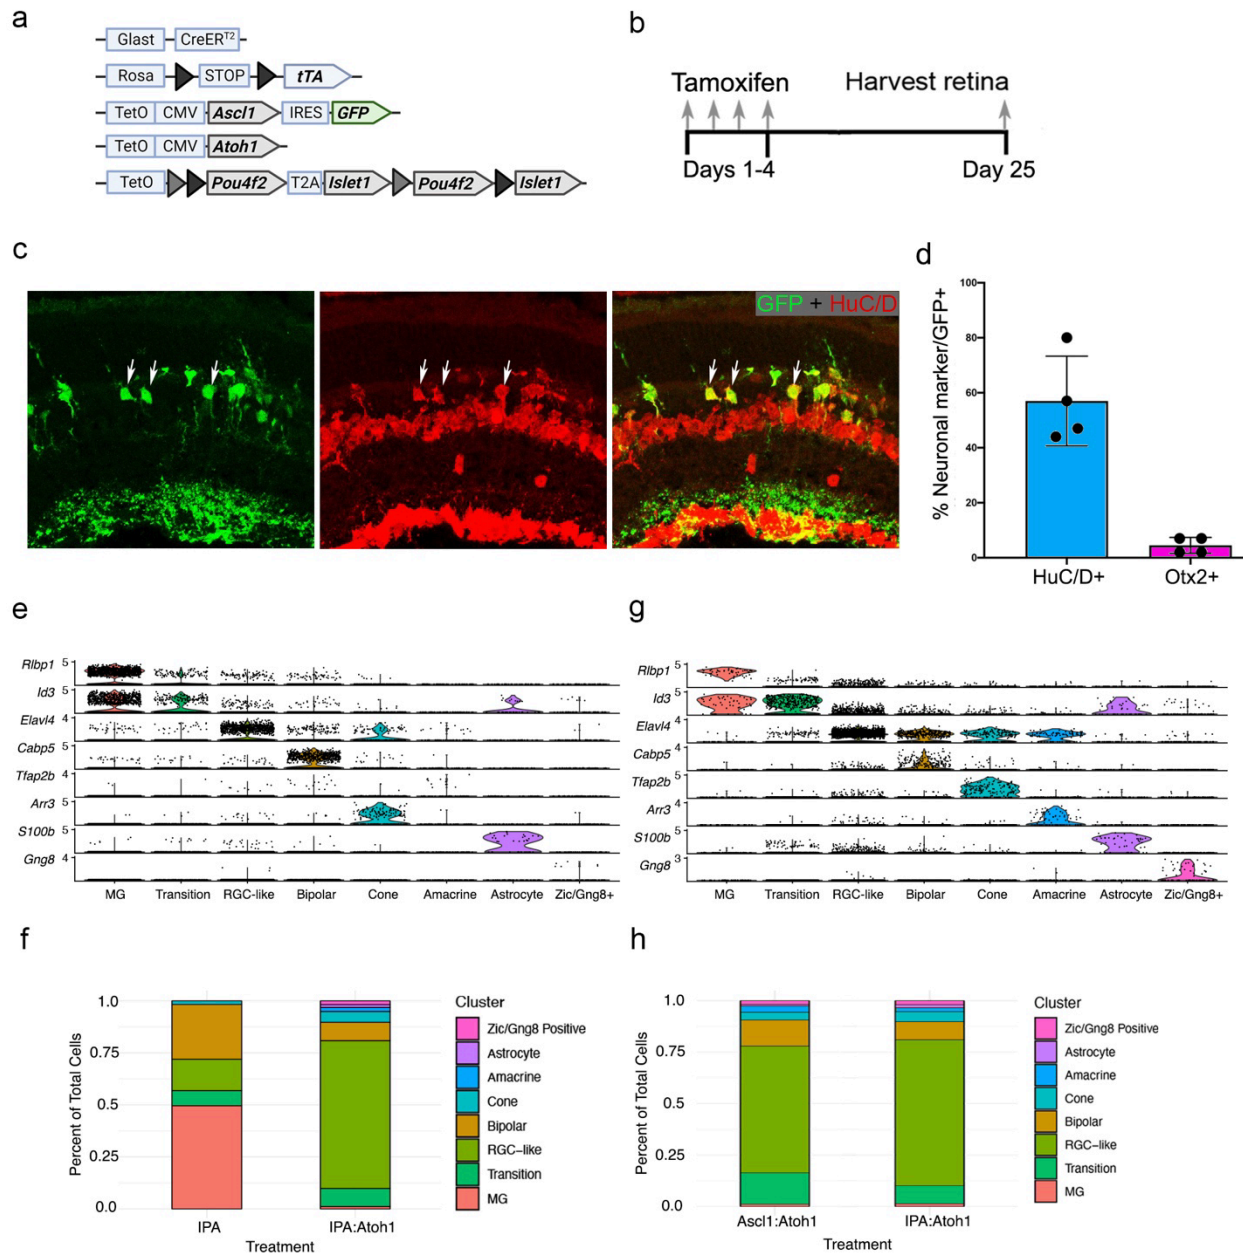 a
Glast CreERT2
Rosa STOP tTA
TetO CMV Ascl1 IRES GFP
TetO CMV Atoh1
TetO Pou4f2 T2A Islet1 Pou4f2 Islet1
b
Tamoxifen Harvest retina
Days 1-4 Day 25
c
GFP + HuC/D
d
% Neuronal marker/GFP+
100
80
60
40
20
0
HuC/D+ Otx2+
e
Rlbp1 5
Id3 5
Elavl4 4
Cabp5 5
Tfap2b 4
Arr3 5
S100b 5
Gng8 4
MG Transition RGC-like Bipolar Cone Amacrine Astrocyte Zic/Gng8+
g
Rlbp1 5
Id3 5
Elavl4 4
Cabp5 4
Tfap2b 5
Arr3 4
S100b 5
Gng8 3
MG Transition RGC-like Bipolar Cone Amacrine Astrocyte Zic/Gng8+
f
Percent of Total Cells
1.0
0.75
0.5
0.25
0.0
IPA IPA:Atoh1
Treatment
Cluster
Zic/Gng8 Positive
Astrocyte
Amacrine
Cone
Bipolar
RGC-like
Transition
MG
h
Percent of Total Cells
1.0
0.75
0.5
0.25
0.0
Ascl1:Atoh1 IPA:Atoh1
Treatment
Cluster
Zic/Gng8 Positive
Astrocyte
Amacrine
Cone
Bipolar
RGC-like
Transition
MG